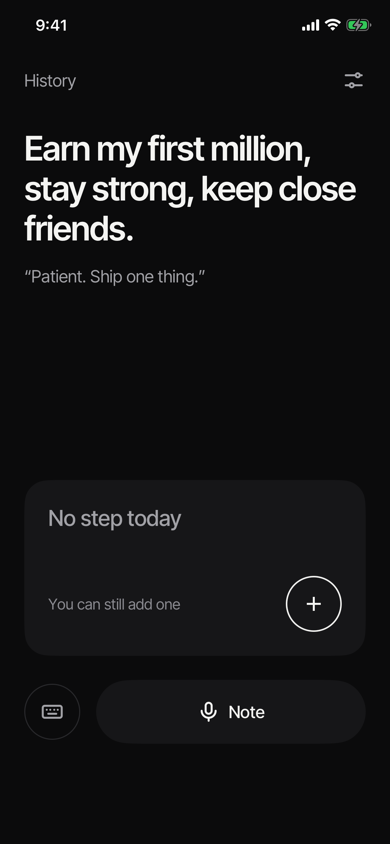 9:41
History
Earn my first million,
stay strong, keep close
friends.
“Patient. Ship one thing.”
No step today
You can still add one
Note